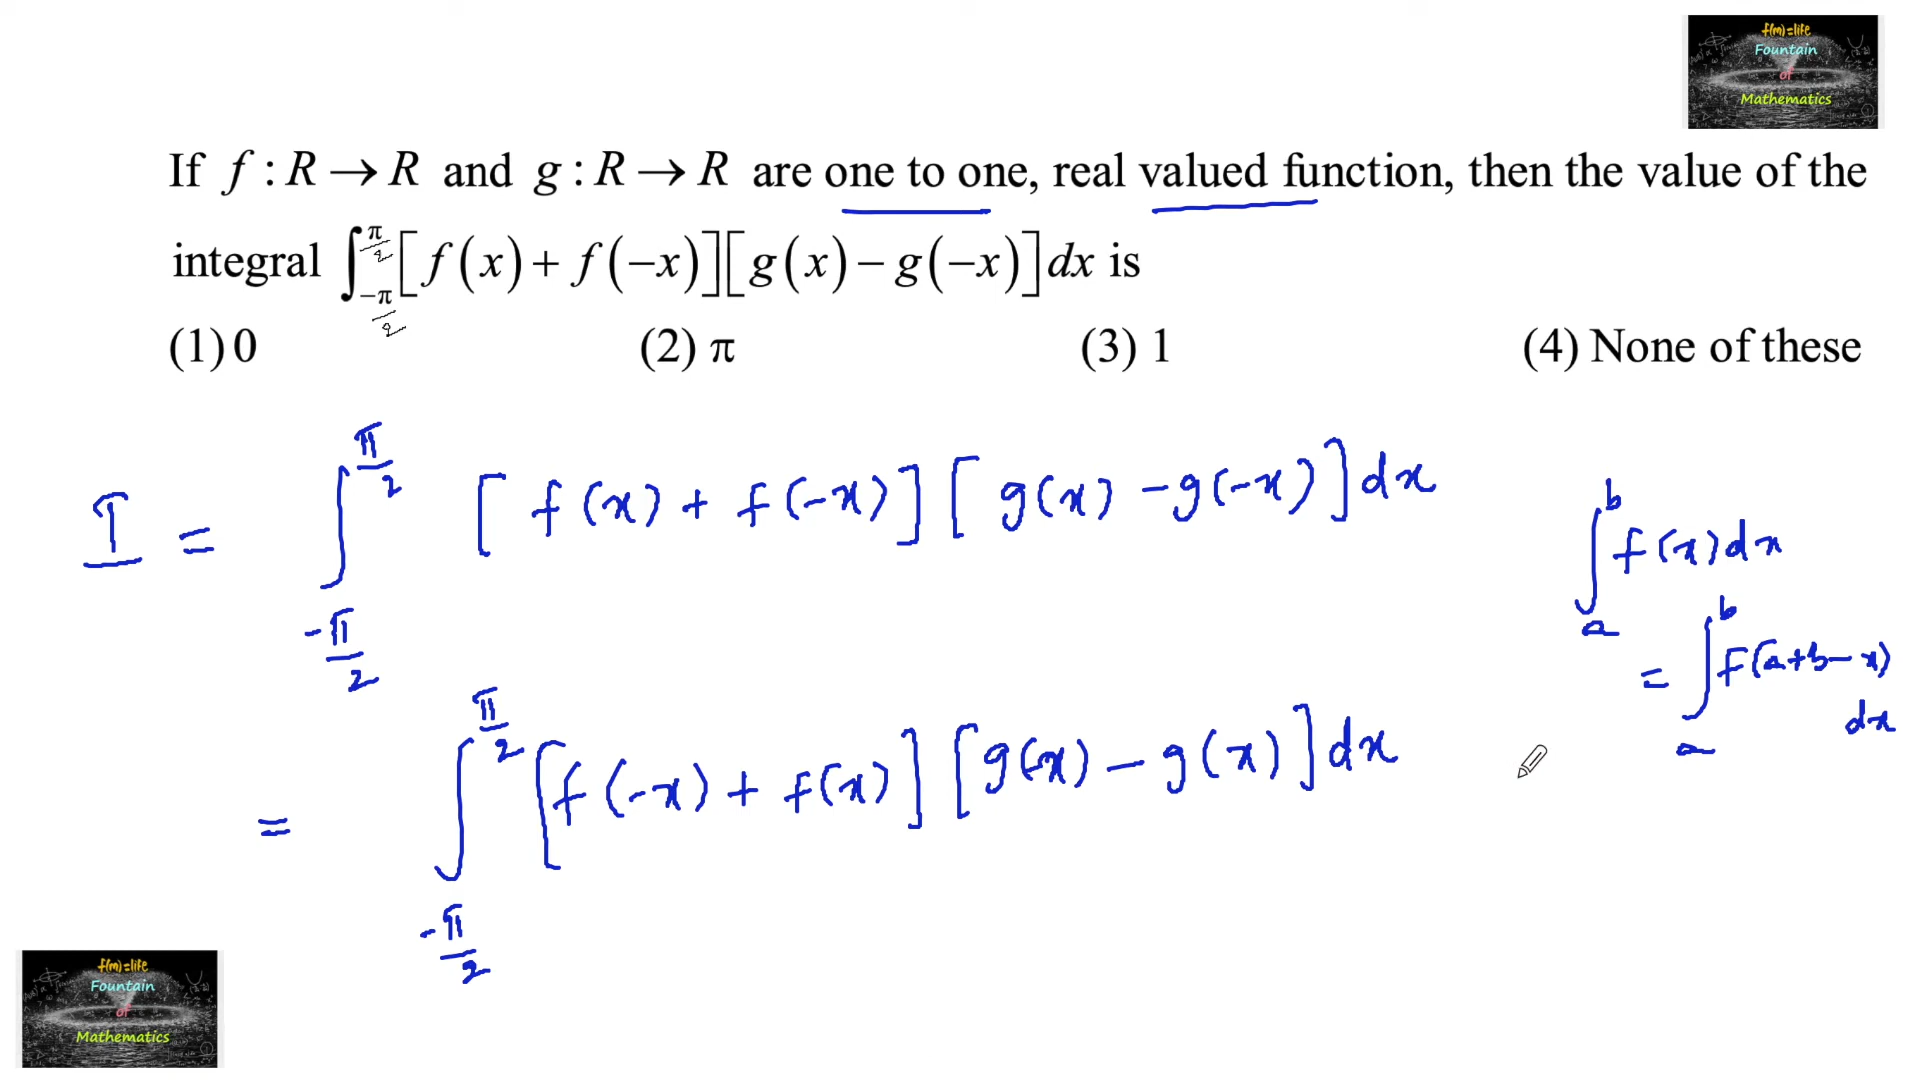 f(m)=life
Fountain
of
Mathematics
If f : R → R and g : R → R are one to one, real valued function, then the value of the
integral ∫_{-π/2}^{π/2} [f(x) + f(−x)][g(x) − g(−x)]dx is
(1) 0 (2) π (3) 1 (4) None of these
I = ∫_{-π/2}^{π/2} [f(x) + f(-x)] [g(x) - g(-x)] dx
∫_a^b f(x) dx
= ∫_a^b f(a+b-x)
dx
= ∫_{-π/2}^{π/2} [f(-x) + f(x)] [g(-x) - g(x)] dx
f(m)=life
Fountain
of
Mathematics